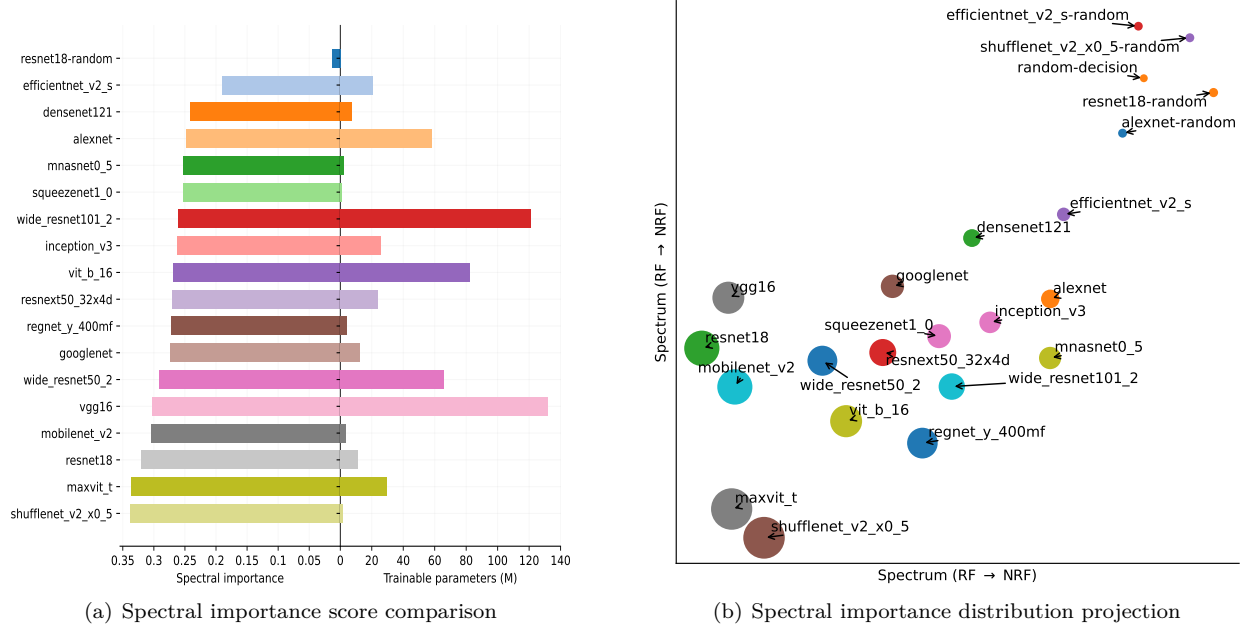 resnet18-random
efficientnet_v2_s
densenet121
alexnet
mnasnet0_5
squeezenet1_0
wide_resnet101_2
inception_v3
vit_b_16
resnext50_32x4d
regnet_y_400mf
googlenet
wide_resnet50_2
vgg16
mobilenet_v2
resnet18
maxvit_t
shufflenet_v2_x0_5
0.35 0.3 0.25 0.2 0.15 0.1 0.05 0 20 40 60 80 100 120 140
Spectral importance
Trainable parameters (M)
(a) Spectral importance score comparison
efficientnet_v2_s-random
shufflenet_v2_x0_5-random
random-decision
resnet18-random
alexnet-random
efficientnet_v2_s
densenet121
googlenet
vgg16
alexnet
inception_v3
squeezenet1_0
resnet18
mnasnet0_5
resnext50_32x4d
mobilenet_v2
wide_resnet101_2
wide_resnet50_2
vit_b_16
regnet_y_400mf
maxvit_t
shufflenet_v2_x0_5
Spectrum (RF → NRF)
Spectrum (RF → NRF)
(b) Spectral importance distribution projection